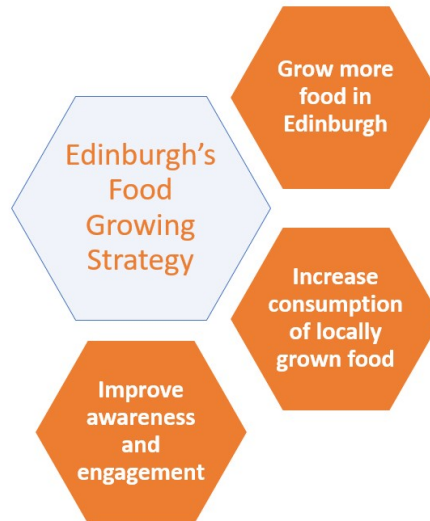 Grow more
food in
Edinburgh
Edinburgh’s
Food
Growing
Strategy
Increase
consumption
of locally
grown food
Improve
awareness
and
engagement